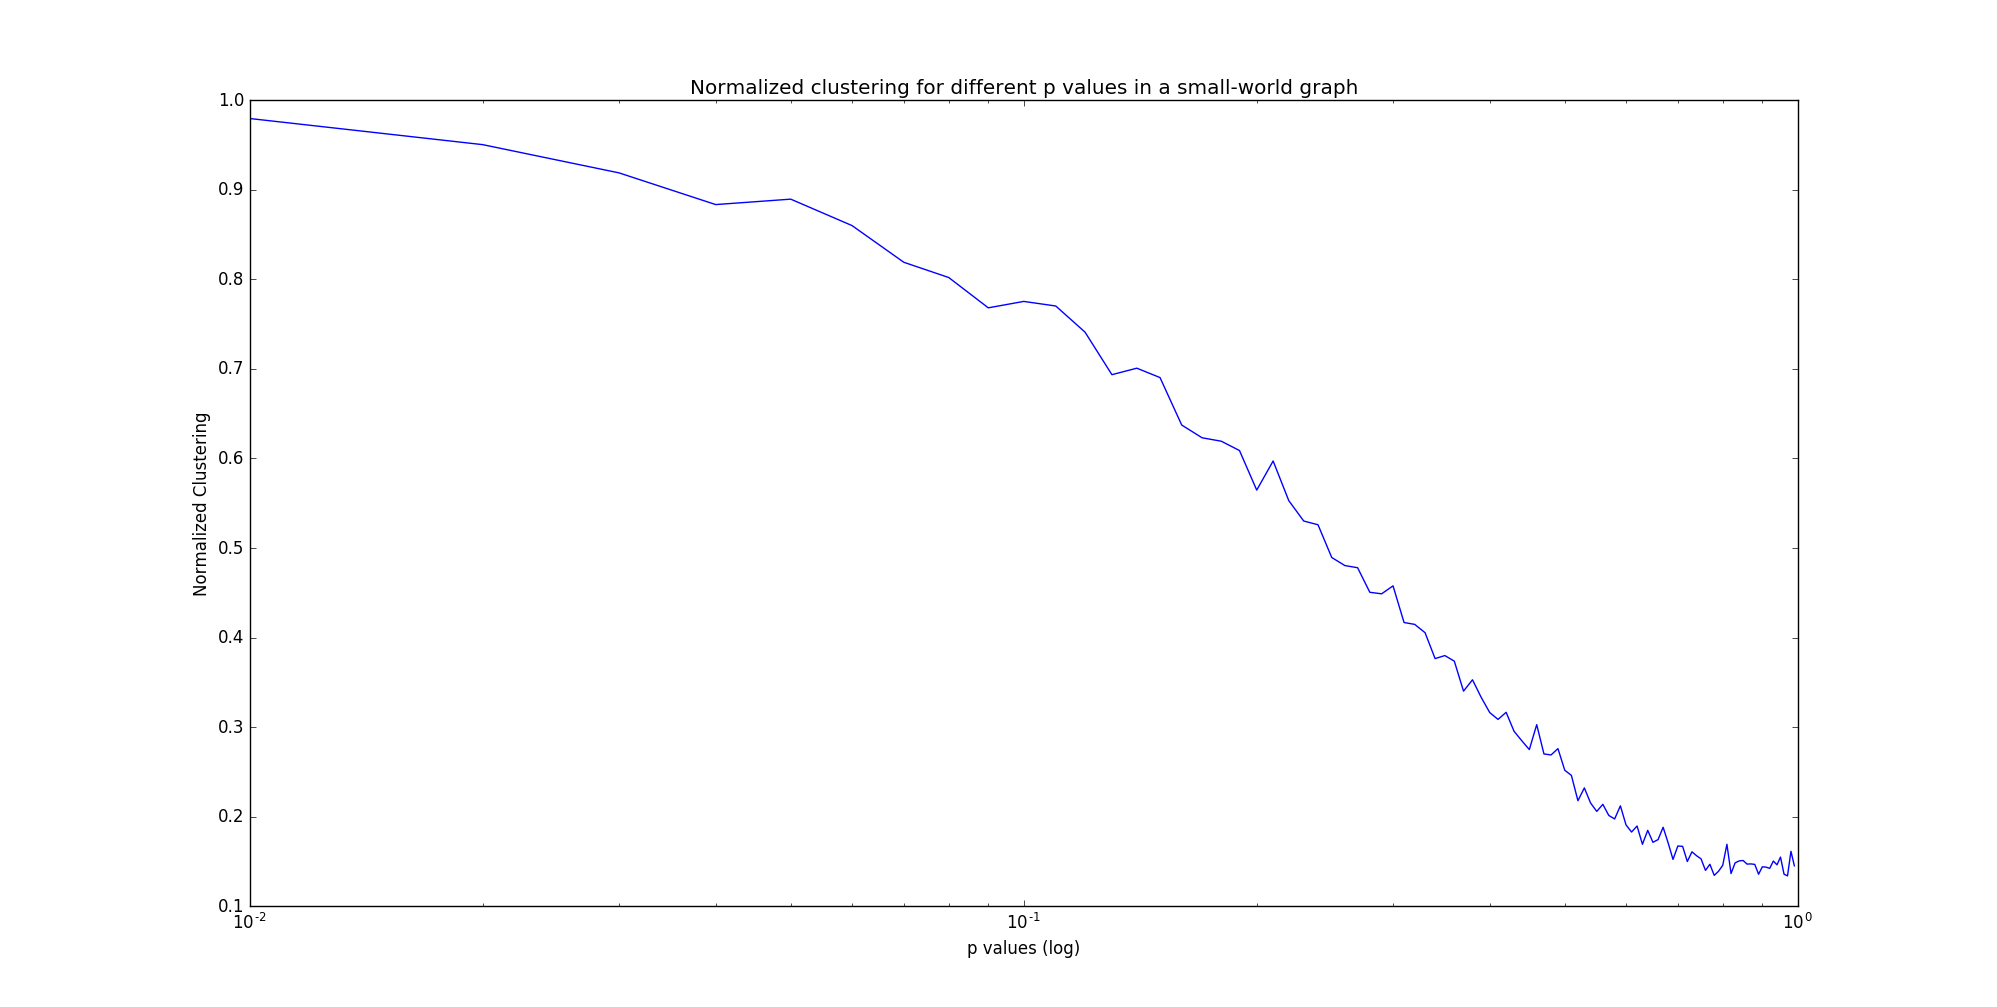 Normalized clustering for different p values in a small-world graph
1.0
0.9
0.8
0.7
0.6
0.5
0.4
0.3
0.2
0.1
Normalized Clustering
10^-2 10^-1 10^0
p values (log)